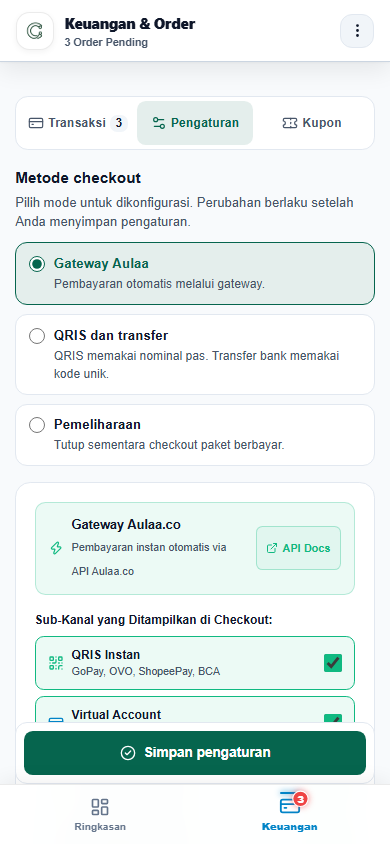 Keuangan & Order
3 Order Pending
Transaksi 3
Pengaturan
Kupon
Metode checkout
Pilih mode untuk dikonfigurasi. Perubahan berlaku setelah
Anda menyimpan pengaturan.
Gateway Aulaa
Pembayaran otomatis melalui gateway.
QRIS dan transfer
QRIS memakai nominal pas. Transfer bank memakai
kode unik.
Pemeliharaan
Tutup sementara checkout paket berbayar.
Gateway Aulaa.co
Pembayaran instan otomatis via
API Aulaa.co
API Docs
Sub-Kanal yang Ditampilkan di Checkout:
QRIS Instan
GoPay, OVO, ShopeePay, BCA
Virtual Account
Simpan pengaturan
3
Ringkasan
Keuangan